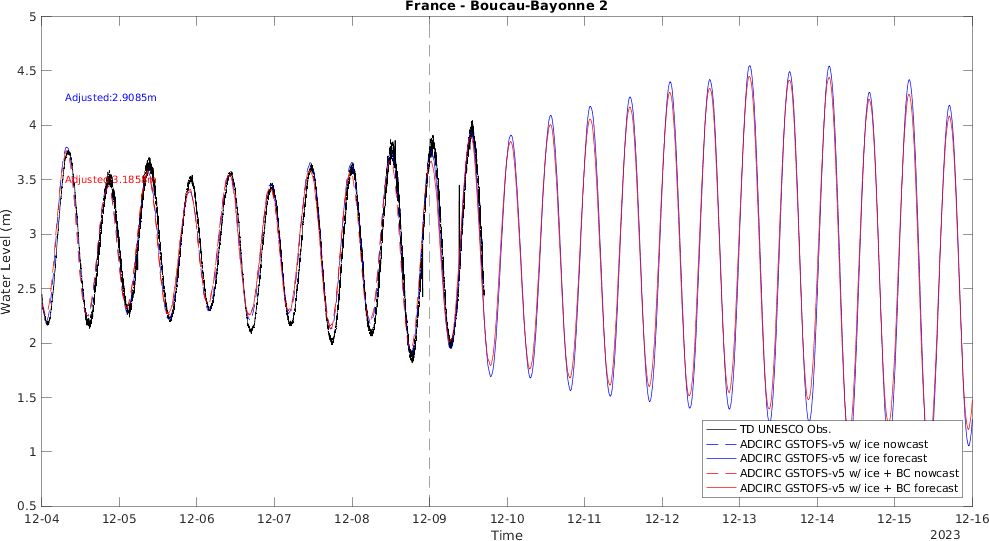 France - Boucau-Bayonne 2
5
4.5
4
3.5
3
2.5
2
1.5
1
0.5
Water Level (m)
Adjusted:2.9085m
Adjusted:3.1855m
TD UNESCO Obs.
ADCIRC GSTOFS-v5 w/ ice nowcast
ADCIRC GSTOFS-v5 w/ ice forecast
ADCIRC GSTOFS-v5 w/ ice + BC nowcast
ADCIRC GSTOFS-v5 w/ ice + BC forecast
12-04 12-05 12-06 12-07 12-08 12-09 12-10 12-11 12-12 12-13 12-14 12-15 12-16
Time
2023